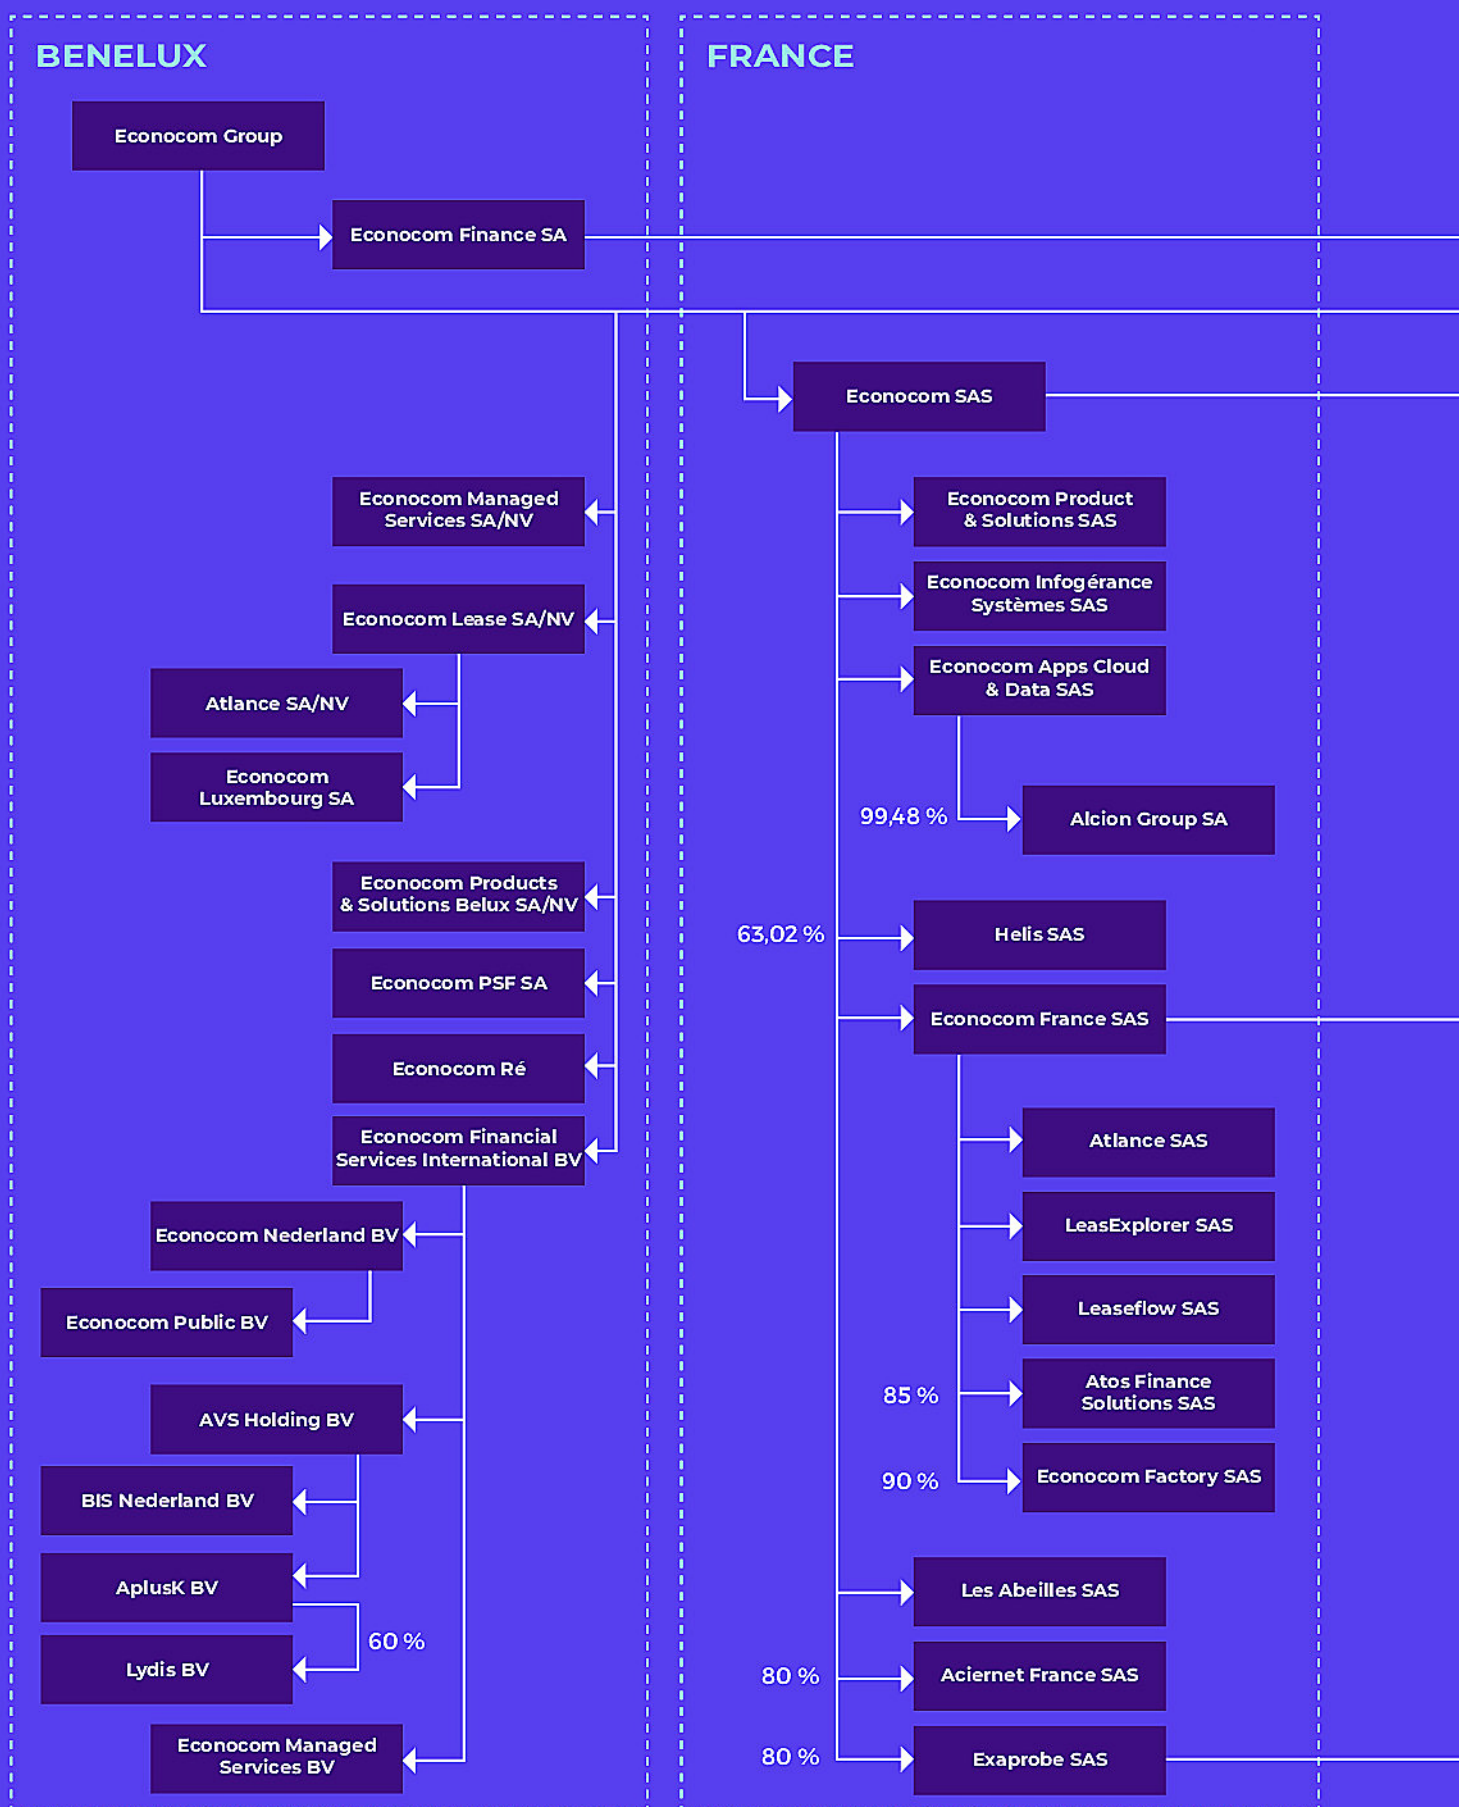 BENELUX
Econocom Group
Econocom Finance SA
Econocom Managed
Services SA/NV
Econocom Lease SA/NV
Atlance SA/NV
Econocom
Luxembourg SA
Econocom Products
& Solutions Belux SA/NV
Econocom PSF SA
Econocom Ré
Econocom Financial
Services International BV
Econocom Nederland BV
Econocom Public BV
AVS Holding BV
BIS Nederland BV
AplusK BV
60 %
Lydis BV
Econocom Managed
Services BV
FRANCE
Econocom SAS
Econocom Product
& Solutions SAS
Econocom Infogérance
Systèmes SAS
Econocom Apps Cloud
& Data SAS
99,48 %
Alcion Group SA
63,02 %
Helis SAS
Econocom France SAS
Atlance SAS
LeasExplorer SAS
Leaseflow SAS
85 %
Atos Finance
Solutions SAS
90 %
Econocom Factory SAS
Les Abeilles SAS
80 %
Aciernet France SAS
80 %
Exaprobe SAS